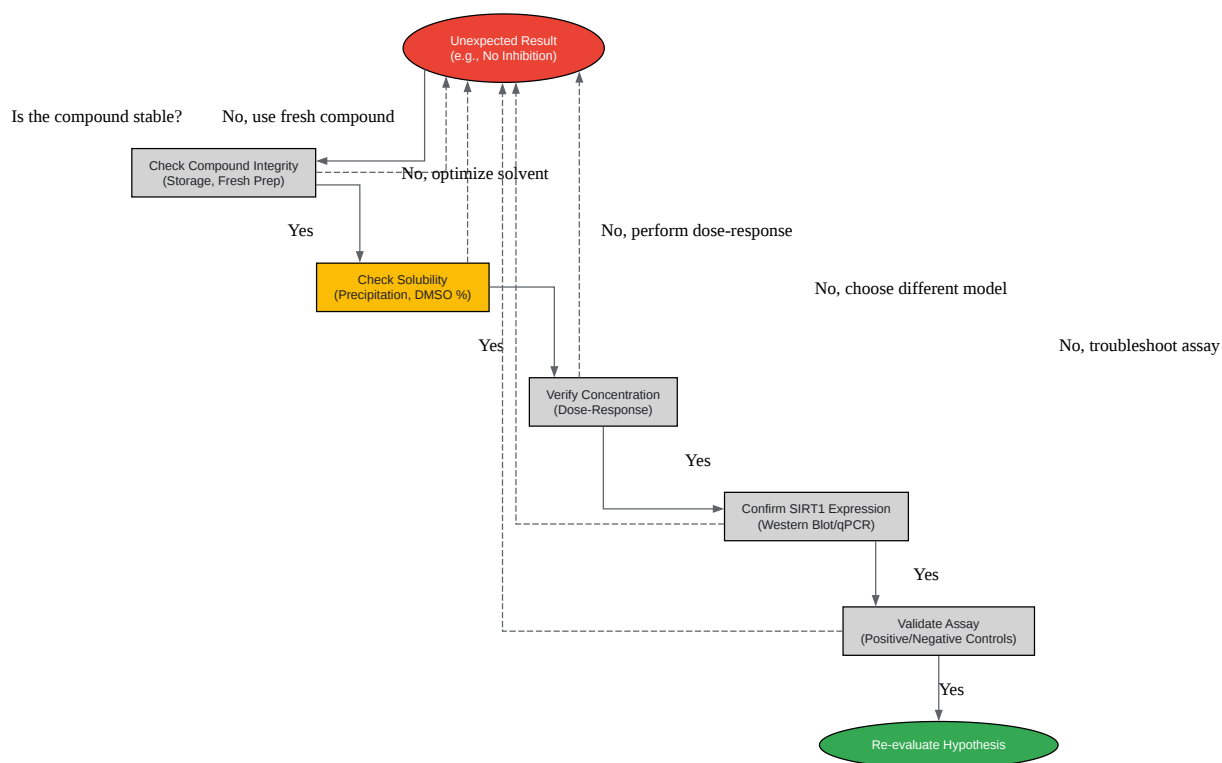 Unexpected Result
(e.g., No Inhibition)
Is the compound stable?
No, use fresh compound
Check Compound Integrity
(Storage, Fresh Prep)
No, optimize solvent
Yes
No, perform dose-response
Check Solubility
(Precipitation, DMSO %)
No, choose different model
Yes
No, troubleshoot assay
Verify Concentration
(Dose-Response)
Yes
Confirm SIRT1 Expression
(Western Blot/qPCR)
Yes
Validate Assay
(Positive/Negative Controls)
Yes
Re-evaluate Hypothesis